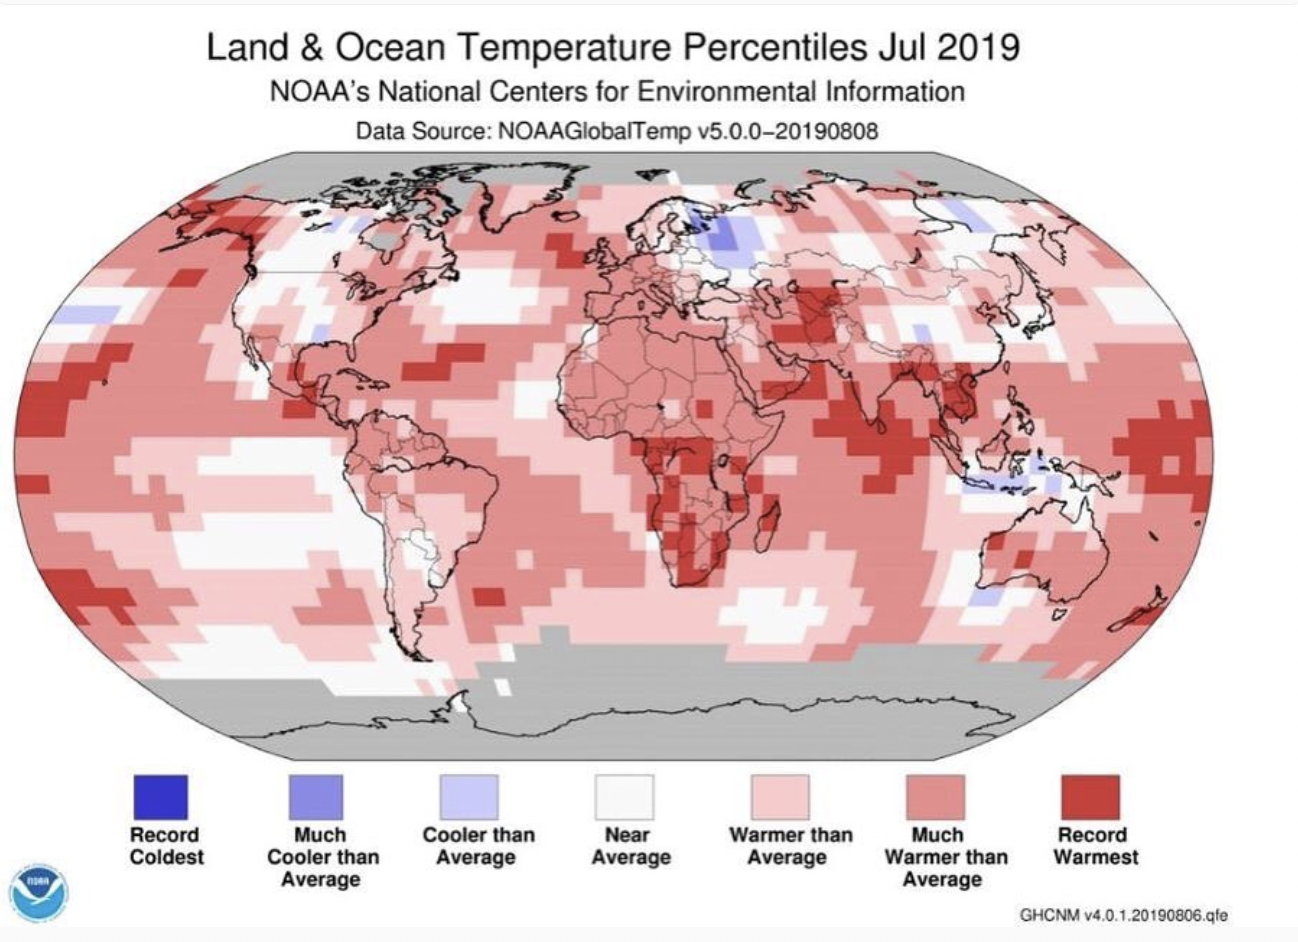 Land & Ocean Temperature Percentiles Jul 2019
NOAA's National Centers for Environmental Information
Data Source: NOAAGlobalTemp v5.0.0–20190808
Record
Coldest
Much
Cooler than
Average
Cooler than
Average
Near
Average
Warmer than
Average
Much
Warmer than
Average
Record
Warmest
NOAA
GHCNM v4.0.1.20190806.qfe